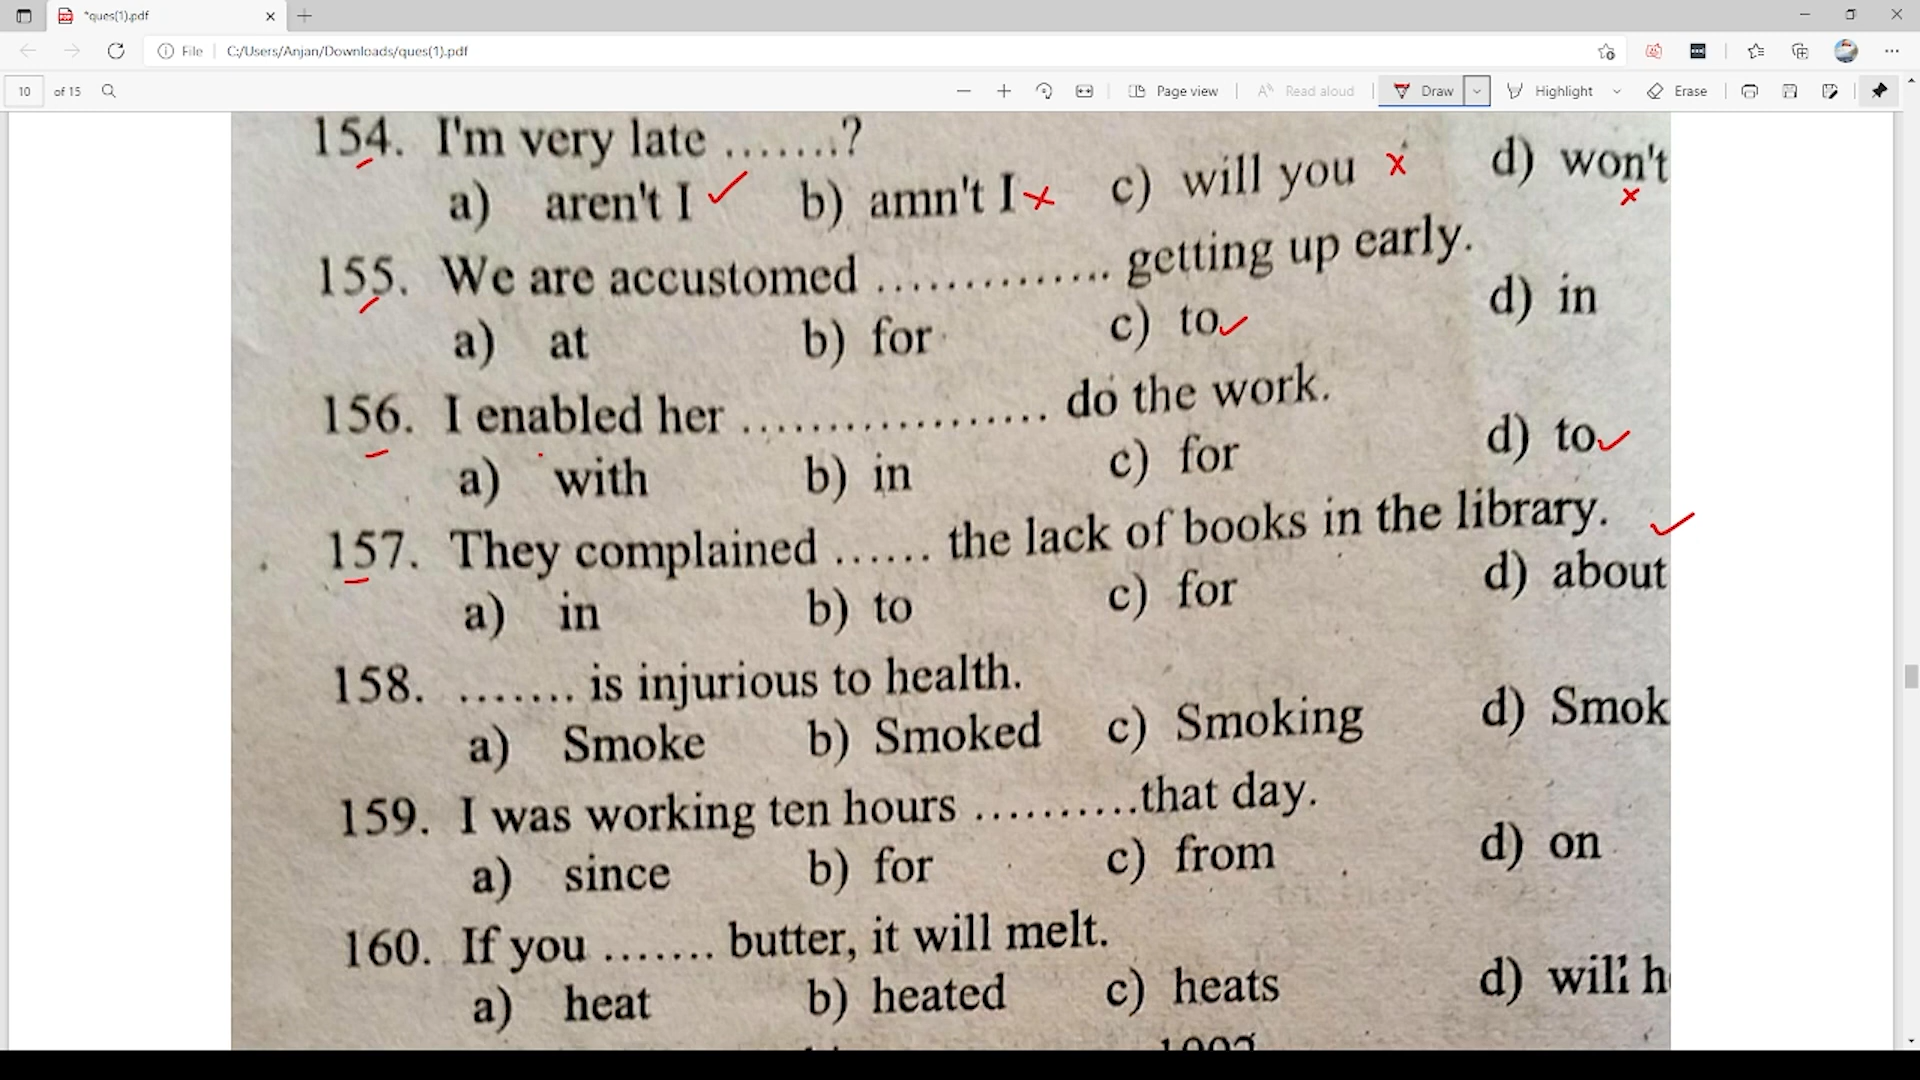 *ques(1).pdf
File C:/Users/Anjan/Downloads/ques(1).pdf
10 of 15 Page view Read aloud Draw Highlight Erase
154. I'm very late .......?
a) aren't I b) amn't I c) will you d) won't
155. We are accustomed .............. getting up early.
a) at b) for c) to d) in
156. I enabled her .................. do the work.
a) with b) in c) for d) to
157. They complained ...... the lack of books in the library.
a) in b) to c) for d) about
158. ....... is injurious to health.
a) Smoke b) Smoked c) Smoking d) Smok
159. I was working ten hours ..........that day.
a) since b) for c) from d) on
160. If you ....... butter, it will melt.
a) heat b) heated c) heats d) will h